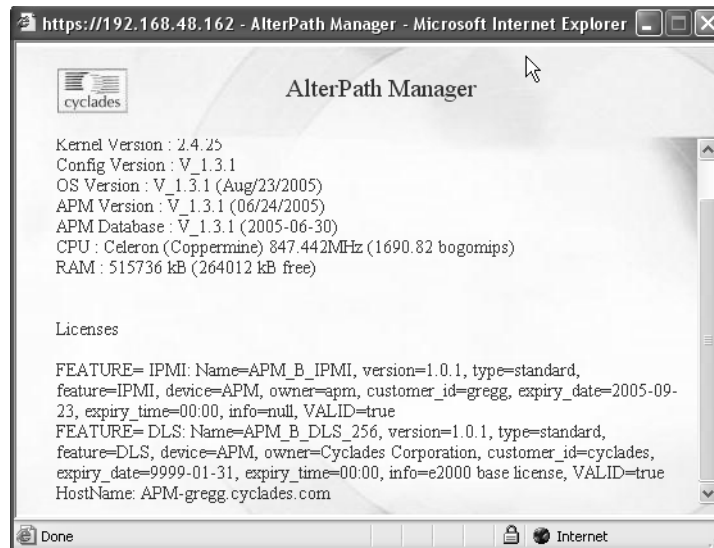 https://192.168.48.162 - AlterPath Manager - Microsoft Internet Explorer
cyclades
AlterPath Manager
Kernel Version : 2.4.25
Config Version : V_1.3.1
OS Version : V_1.3.1 (Aug/23/2005)
APM Version : V_1.3.1 (06/24/2005)
APM Database : V_1.3.1 (2005-06-30)
CPU : Celeron (Coppermine) 847.442MHz (1690.82 bogomips)
RAM : 515736 kB (264012 kB free)
Licenses
FEATURE= IPMI: Name=APM_B_IPMI, version=1.0.1, type=standard,
feature=IPMI, device=APM, owner=apm, customer_id=gregg, expiry_date=2005-09-
23, expiry_time=00:00, info=null, VALID=true
FEATURE= DLS: Name=APM_B_DLS_256, version=1.0.1, type=standard,
feature=DLS, device=APM, owner=Cyclades Corporation, customer_id=cyclades,
expiry_date=9999-01-31, expiry_time=00:00, info=e2000 base license, VALID=true
HostName: APM-gregg.cyclades.com
Done
Internet